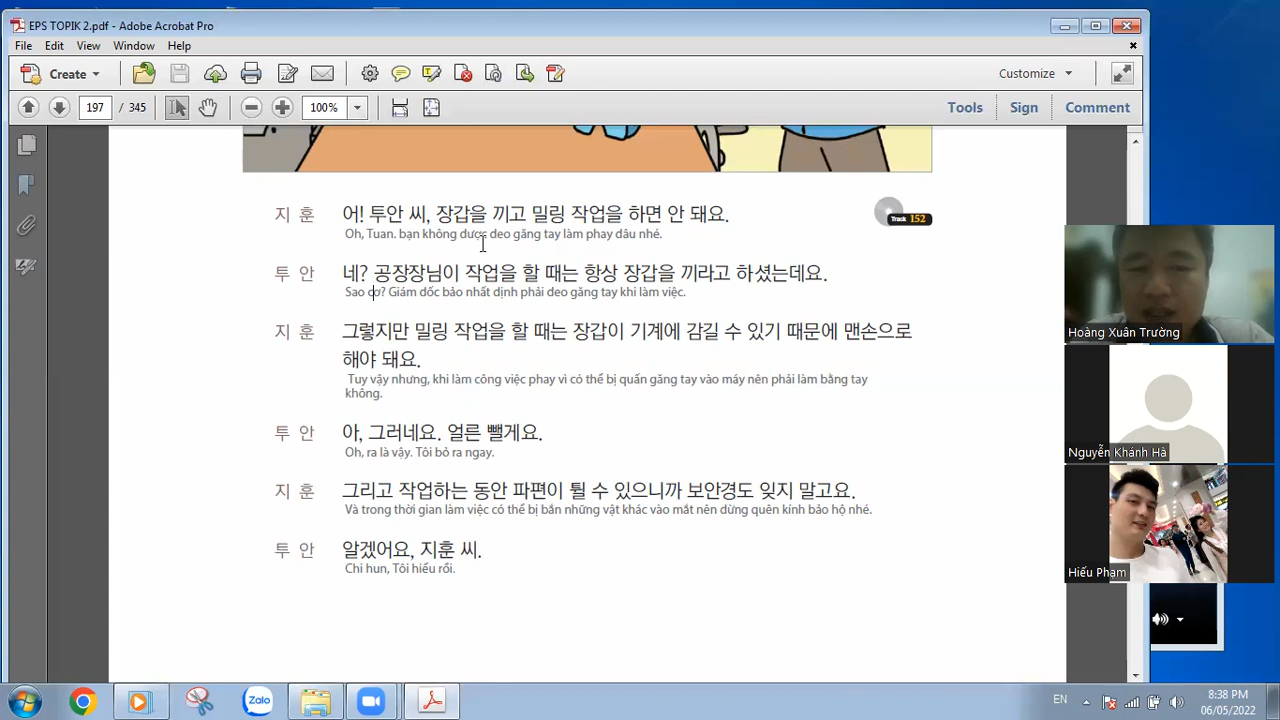 EPS TOPIK 2.pdf - Adobe Acrobat Pro
File Edit View Window Help
Create Customize
197 / 345 100% Tools Sign Comment
지 훈 어! 투안 씨, 장갑을 끼고 밀링 작업을 하면 안 돼요.
Track 152
Oh, Tuan. bạn không được đeo găng tay làm phay đâu nhé.
투 안 네? 공장장님이 작업을 할 때는 항상 장갑을 끼라고 하셨는데요.
Sao cơ? Giám đốc bảo nhất định phải đeo găng tay khi làm việc.
지 훈 그렇지만 밀링 작업을 할 때는 장갑이 기계에 감길 수 있기 때문에 맨손으로
해야 돼요.
Tuy vậy nhưng, khi làm công việc phay vì có thể bị quấn găng tay vào máy nên phải làm bằng tay
không.
투 안 아, 그러네요. 얼른 뺄게요.
Oh, ra là vậy. Tôi bỏ ra ngay.
지 훈 그리고 작업하는 동안 파편이 튈 수 있으니까 보안경도 잊지 말고요.
Và trong thời gian làm việc có thể bị bắn những vật khác vào mắt nên dừng quên kính bảo hộ nhé.
투 안 알겠어요, 지훈 씨.
Chi hun, Tôi hiểu rồi.
Hoàng Xuân Trường
Nguyễn Khánh Hà
Hiếu Phạm
Zalo
EN
8:38 PM
06/05/2022